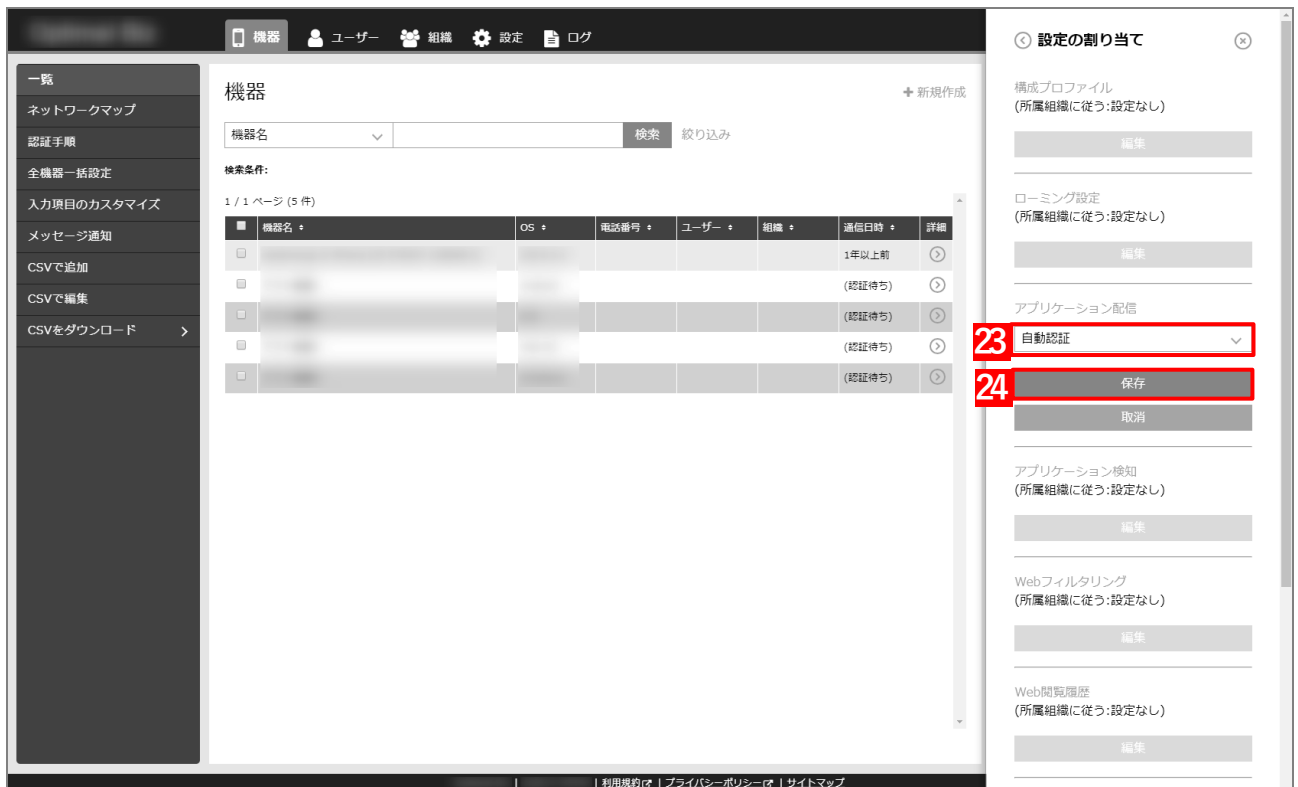 機器 ユーザー 組織 設定 ログ
一覧
ネットワークマップ
認証手順
全機器一括設定
入力項目のカスタマイズ
メッセージ通知
CSVで追加
CSVで編集
CSVをダウンロード
機器
+ 新規作成
機器名 検索 絞り込み
検索条件:
1 / 1 ページ (5 件)
機器名 OS 電話番号 ユーザー 組織 通信日時 詳細
1年以上前
(認証待ち)
(認証待ち)
(認証待ち)
(認証待ち)
設定の割り当て
構成プロファイル
(所属組織に従う:設定なし)
編集
ローミング設定
(所属組織に従う:設定なし)
編集
アプリケーション配信
23 自動認証
24 保存
取消
アプリケーション検知
(所属組織に従う:設定なし)
編集
Webフィルタリング
(所属組織に従う:設定なし)
編集
Web閲覧履歴
(所属組織に従う:設定なし)
編集
| | 利用規約 | プライバシーポリシー | サイトマップ